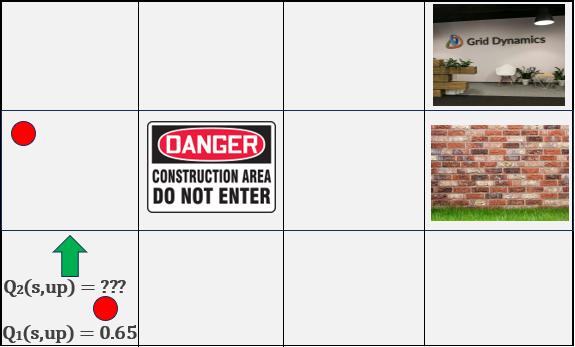 Grid Dynamics
DANGER
CONSTRUCTION AREA
DO NOT ENTER
Q₂(s,up) = ???
Q₁(s,up) = 0.65